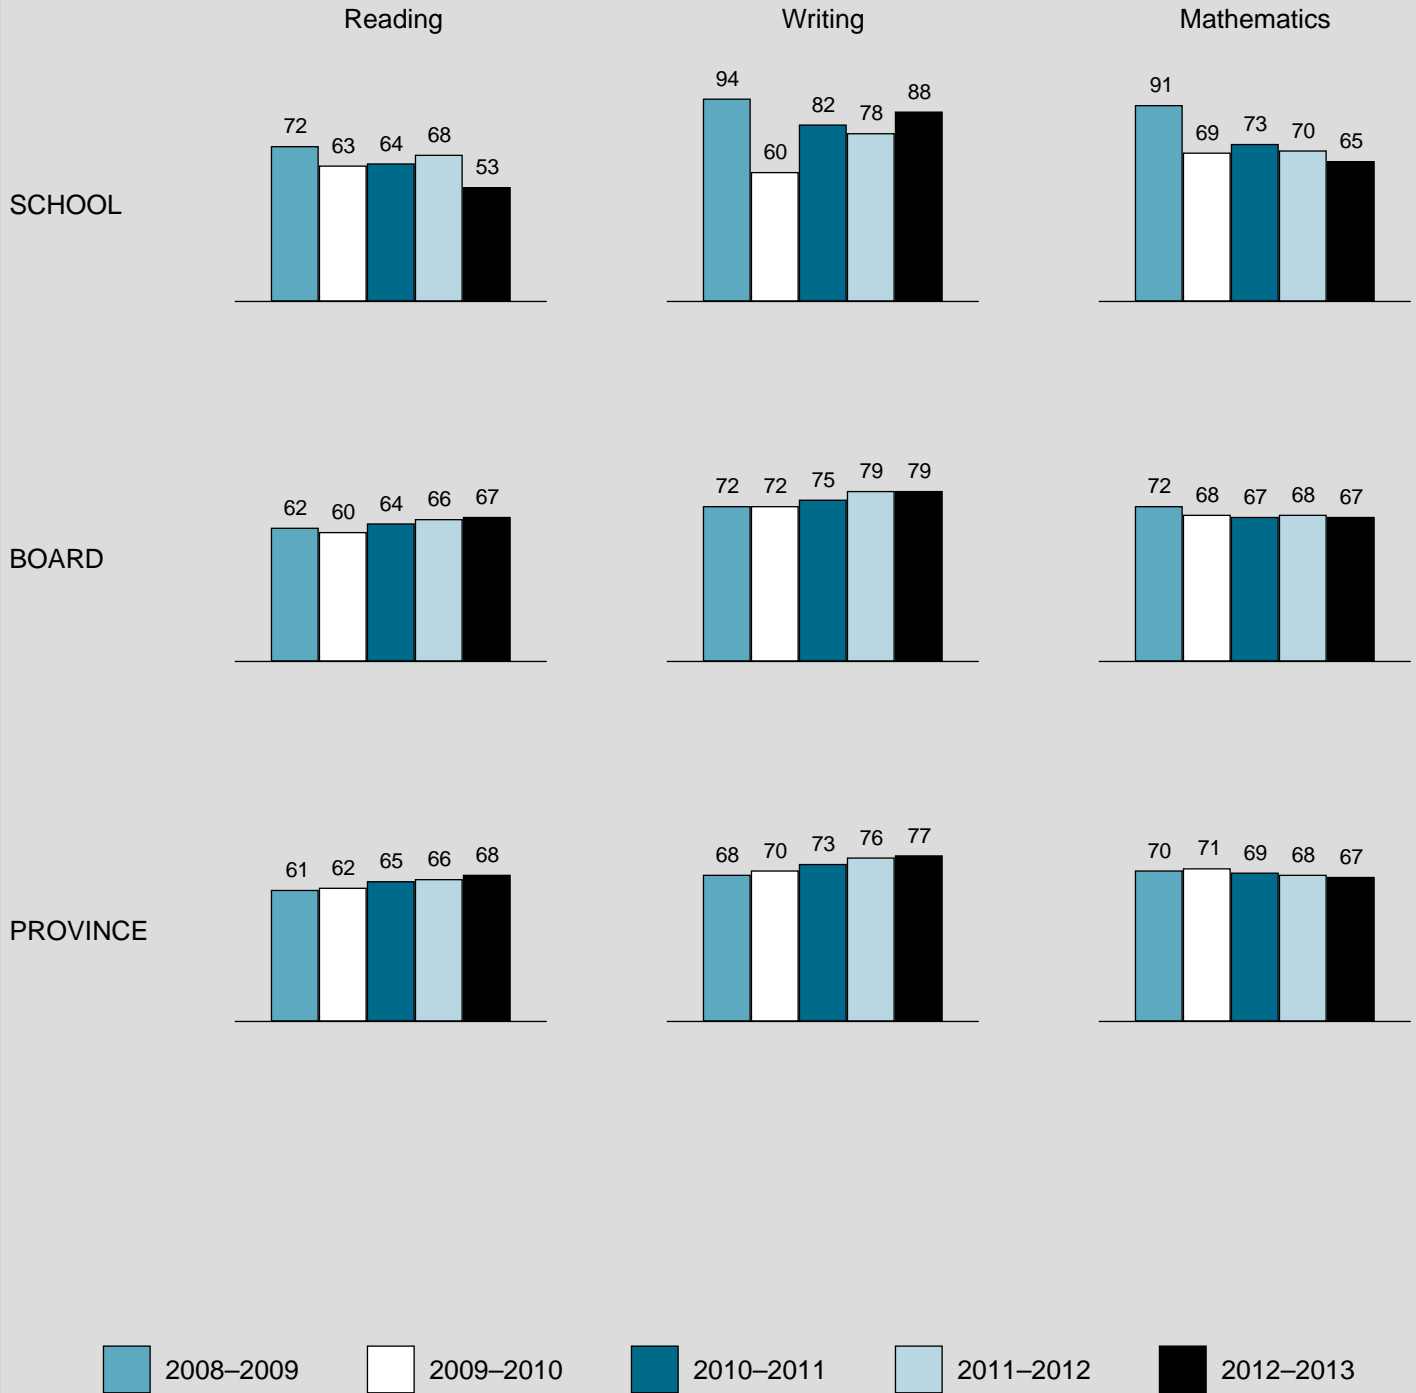 Reading Writing Mathematics
SCHOOL
72 63 64 68 53
94 60 82 78 88
91 69 73 70 65
BOARD
62 60 64 66 67
72 72 75 79 79
72 68 67 68 67
PROVINCE
61 62 65 66 68
68 70 73 76 77
70 71 69 68 67
2008–2009 2009–2010 2010–2011 2011–2012 2012–2013